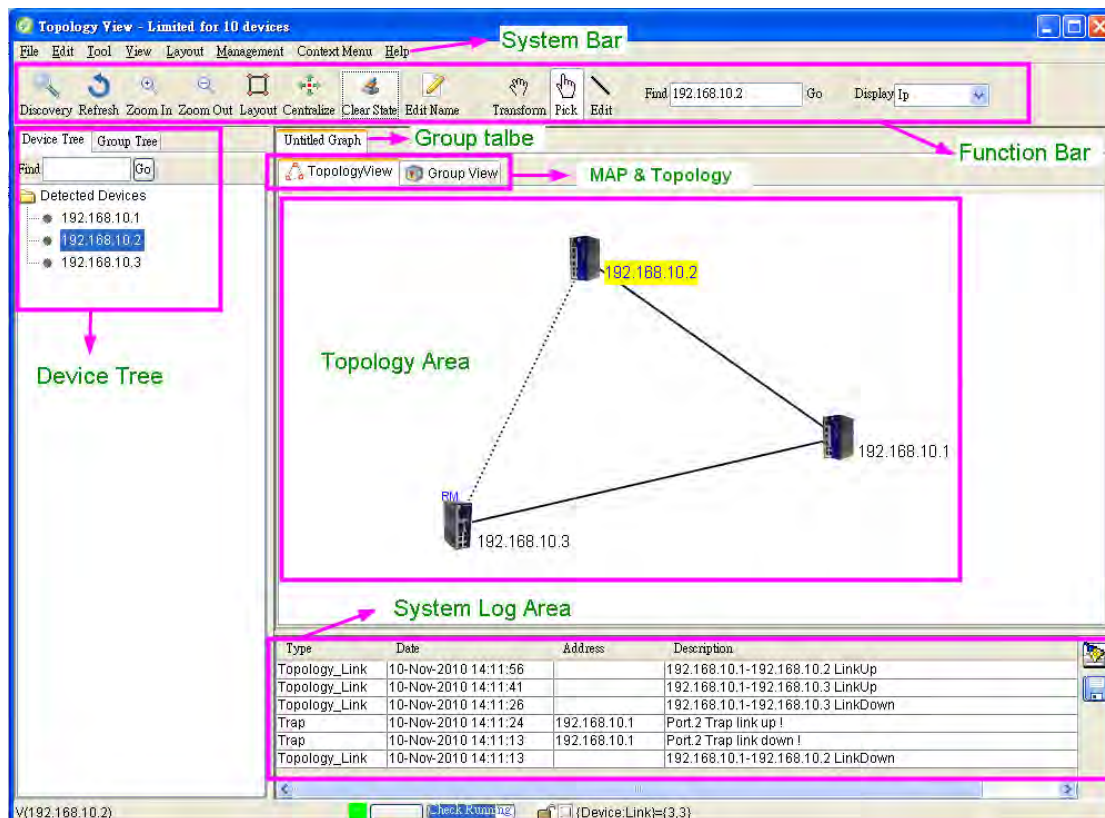 Topology View - Limited for 10 devices
File Edit Tool View Layout Management Context Menu Help
System Bar
Discovery Refresh Zoom In Zoom Out Layout Centralize Clear State Edit Name Transform Pick Edit Find 192.168.10.2 Go Display Ip
Function Bar
Device Tree Group Tree
Find Go
Detected Devices
192.168.10.1
192.168.10.2
192.168.10.3
Device Tree
Untitled Graph
Group talbe
TopologyView Group View
MAP & Topology
192.168.10.2
Topology Area
192.168.10.1
RM
192.168.10.3
System Log Area
Type Date Address Description
Topology_Link 10-Nov-2010 14:11:56 192.168.10.1-192.168.10.2 LinkUp
Topology_Link 10-Nov-2010 14:11:41 192.168.10.1-192.168.10.3 LinkUp
Topology_Link 10-Nov-2010 14:11:26 192.168.10.1-192.168.10.3 LinkDown
Trap 10-Nov-2010 14:11:24 192.168.10.1 Port.2 Trap link up !
Trap 10-Nov-2010 14:11:13 192.168.10.1 Port.2 Trap link down !
Topology_Link 10-Nov-2010 14:11:13 192.168.10.1-192.168.10.2 LinkDown
V(192.168.10.2) Check Running {Device:Link}={3,3}